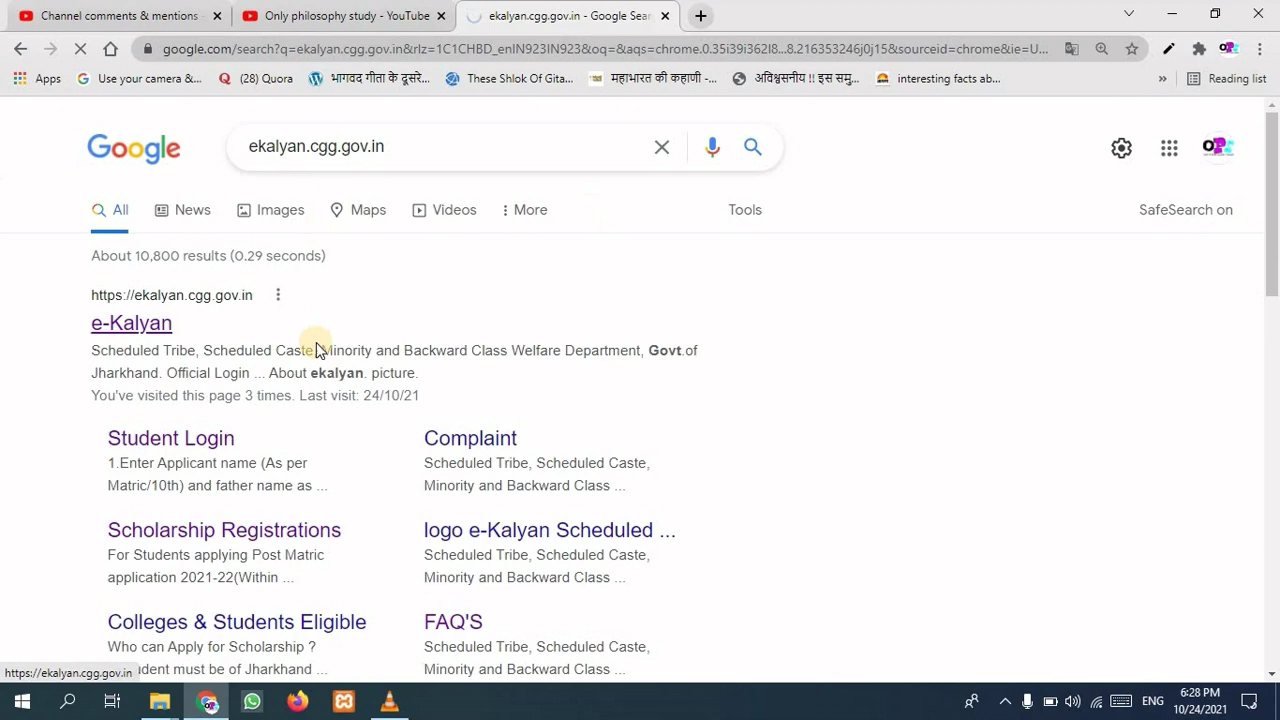 Channel comments & mentions -
Only philosophy study - YouTube
ekalyan.cgg.gov.in - Google Sear
google.com/search?q=ekalyan.cgg.gov.in&rlz=1C1CHBD_enIN923IN923&oq=&aqs=chrome.0.35i39i362l8...8.216353246j0j15&sourceid=chrome&ie=U...
Apps
Use your camera &...
(28) Quora
भागवद गीता के दूसरे...
These Shlok Of Gita...
महाभारत की कहाणी -...
अविश्वसनीय !! इस समु...
interesting facts abo...
»
Reading list
Google
ekalyan.cgg.gov.in
All
News
Images
Maps
Videos
More
Tools
SafeSearch on
About 10,800 results (0.29 seconds)
https://ekalyan.cgg.gov.in
e-Kalyan
Scheduled Tribe, Scheduled Caste, Minority and Backward Class Welfare Department, Govt.of
Jharkhand. Official Login ... About ekalyan. picture.
You've visited this page 3 times. Last visit: 24/10/21
Student Login
1.Enter Applicant name (As per
Matric/10th) and father name as ...
Complaint
Scheduled Tribe, Scheduled Caste,
Minority and Backward Class ...
Scholarship Registrations
For Students applying Post Matric
application 2021-22(Within ...
logo e-Kalyan Scheduled ...
Scheduled Tribe, Scheduled Caste,
Minority and Backward Class ...
Colleges & Students Eligible
Who can Apply for Scholarship ?
udent must be of Jharkhand ...
FAQ'S
Scheduled Tribe, Scheduled Caste,
Minority and Backward Class ...
https://ekalyan.cgg.gov.in
ENG
6:28 PM
10/24/2021